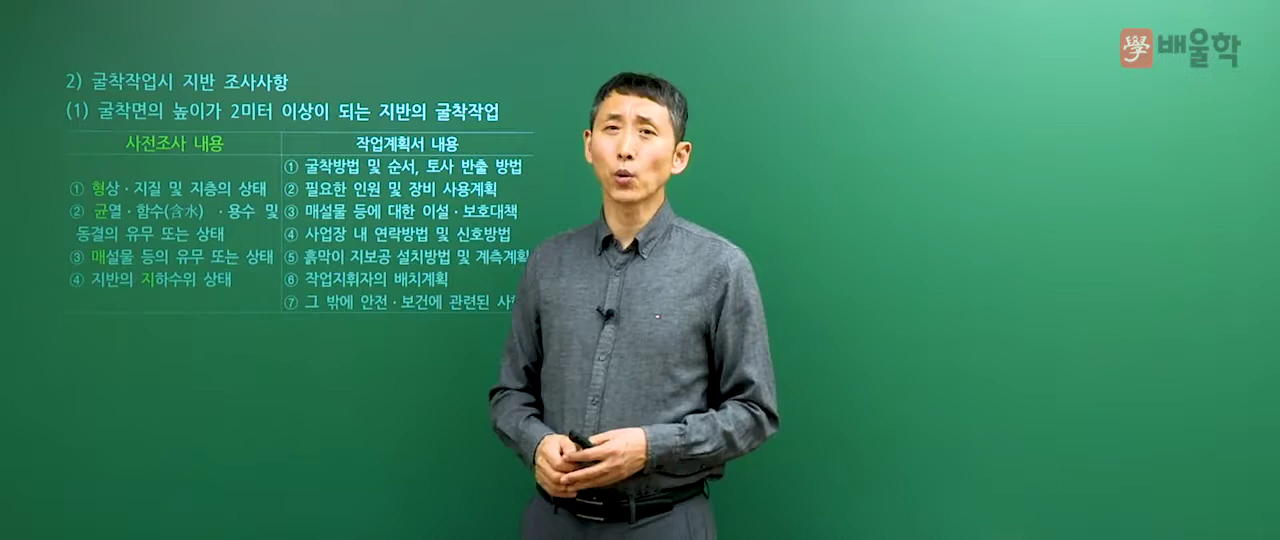 學 배울학
2) 굴착작업시 지반 조사사항
(1) 굴착면의 높이가 2미터 이상이 되는 지반의 굴착작업
사전조사 내용
① 형상·지질 및 지층의 상태
② 균열·함수(含水) ·용수 및
동결의 유무 또는 상태
③ 매설물 등의 유무 또는 상태
④ 지반의 지하수위 상태
작업계획서 내용
① 굴착방법 및 순서, 토사 반출 방법
② 필요한 인원 및 장비 사용계획
③ 매설물 등에 대한 이설·보호대책
④ 사업장 내 연락방법 및 신호방법
⑤ 흙막이 지보공 설치방법 및 계측계획
⑥ 작업지휘자의 배치계획
⑦ 그 밖에 안전·보건에 관련된